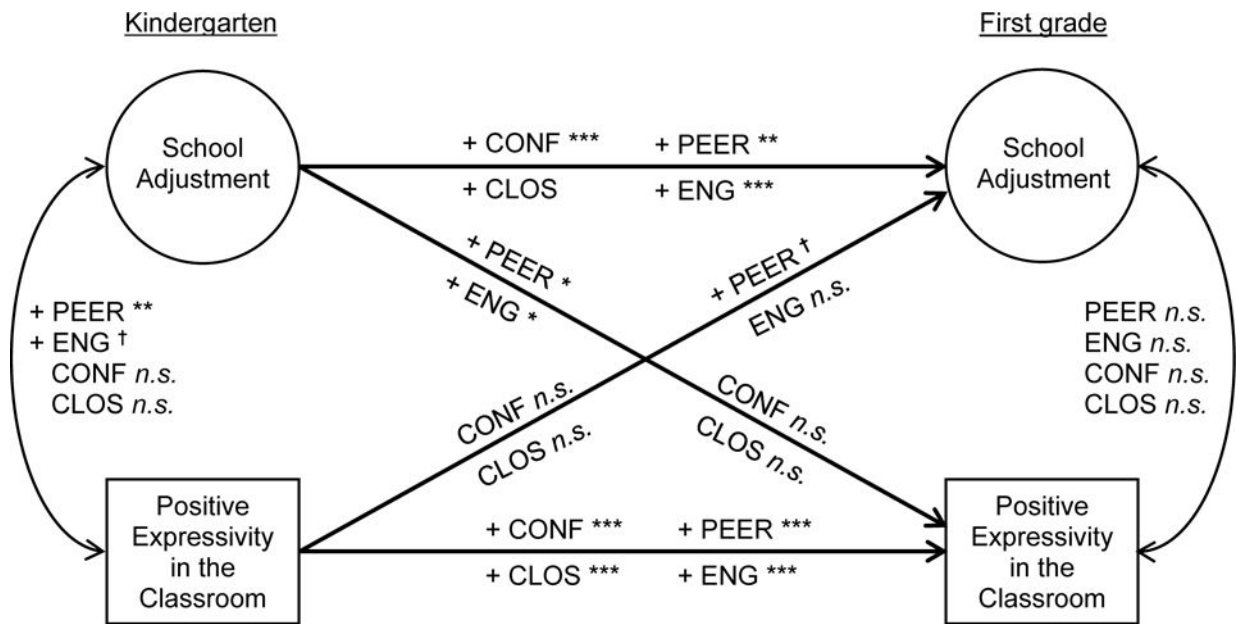 Kindergarten
First grade
School
Adjustment
+ CONF *** + PEER **
+ CLOS + ENG ***
School
Adjustment
+ PEER *
+ ENG *
+ PEER †
ENG n.s.
+ PEER **
+ ENG †
CONF n.s.
CLOS n.s.
PEER n.s.
ENG n.s.
CONF n.s.
CLOS n.s.
CONF n.s.
CLOS n.s.
CONF n.s.
CLOS n.s.
Positive
Expressivity
in the
Classroom
+ CONF *** + PEER ***
+ CLOS *** + ENG ***
Positive
Expressivity
in the
Classroom